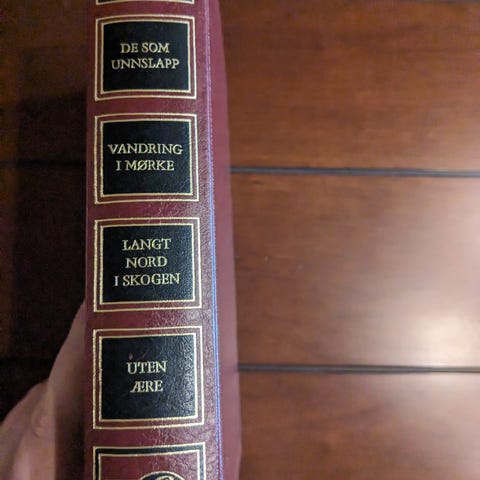 DE SOM
UNNSLAPP
VANDRING
I MØRKE
LANGT
NORD
I SKOGEN
UTEN
ÆRE